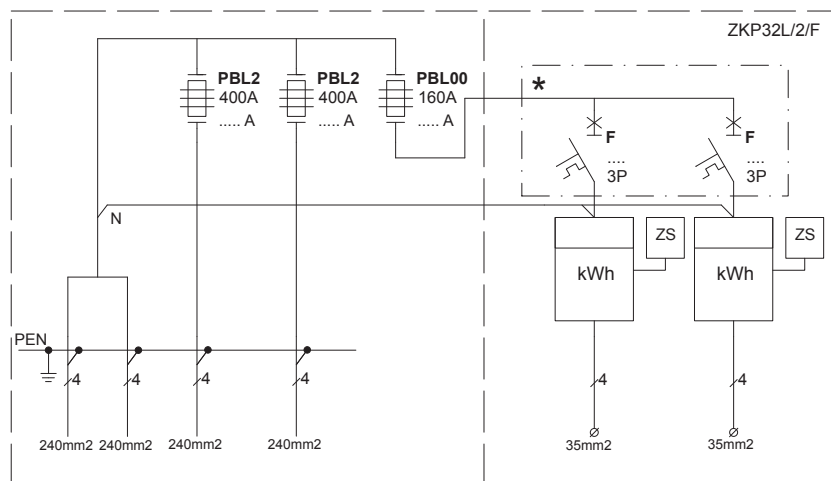 ZKP32L/2/F
PBL2 PBL2 PBL00
400A 400A 160A
..... A ..... A ..... A
*
F F
.... ....
3P 3P
N
ZS ZS
kWh kWh
PEN
4 4 4 4 4 4
240mm2 240mm2 240mm2 240mm2 35mm2 35mm2